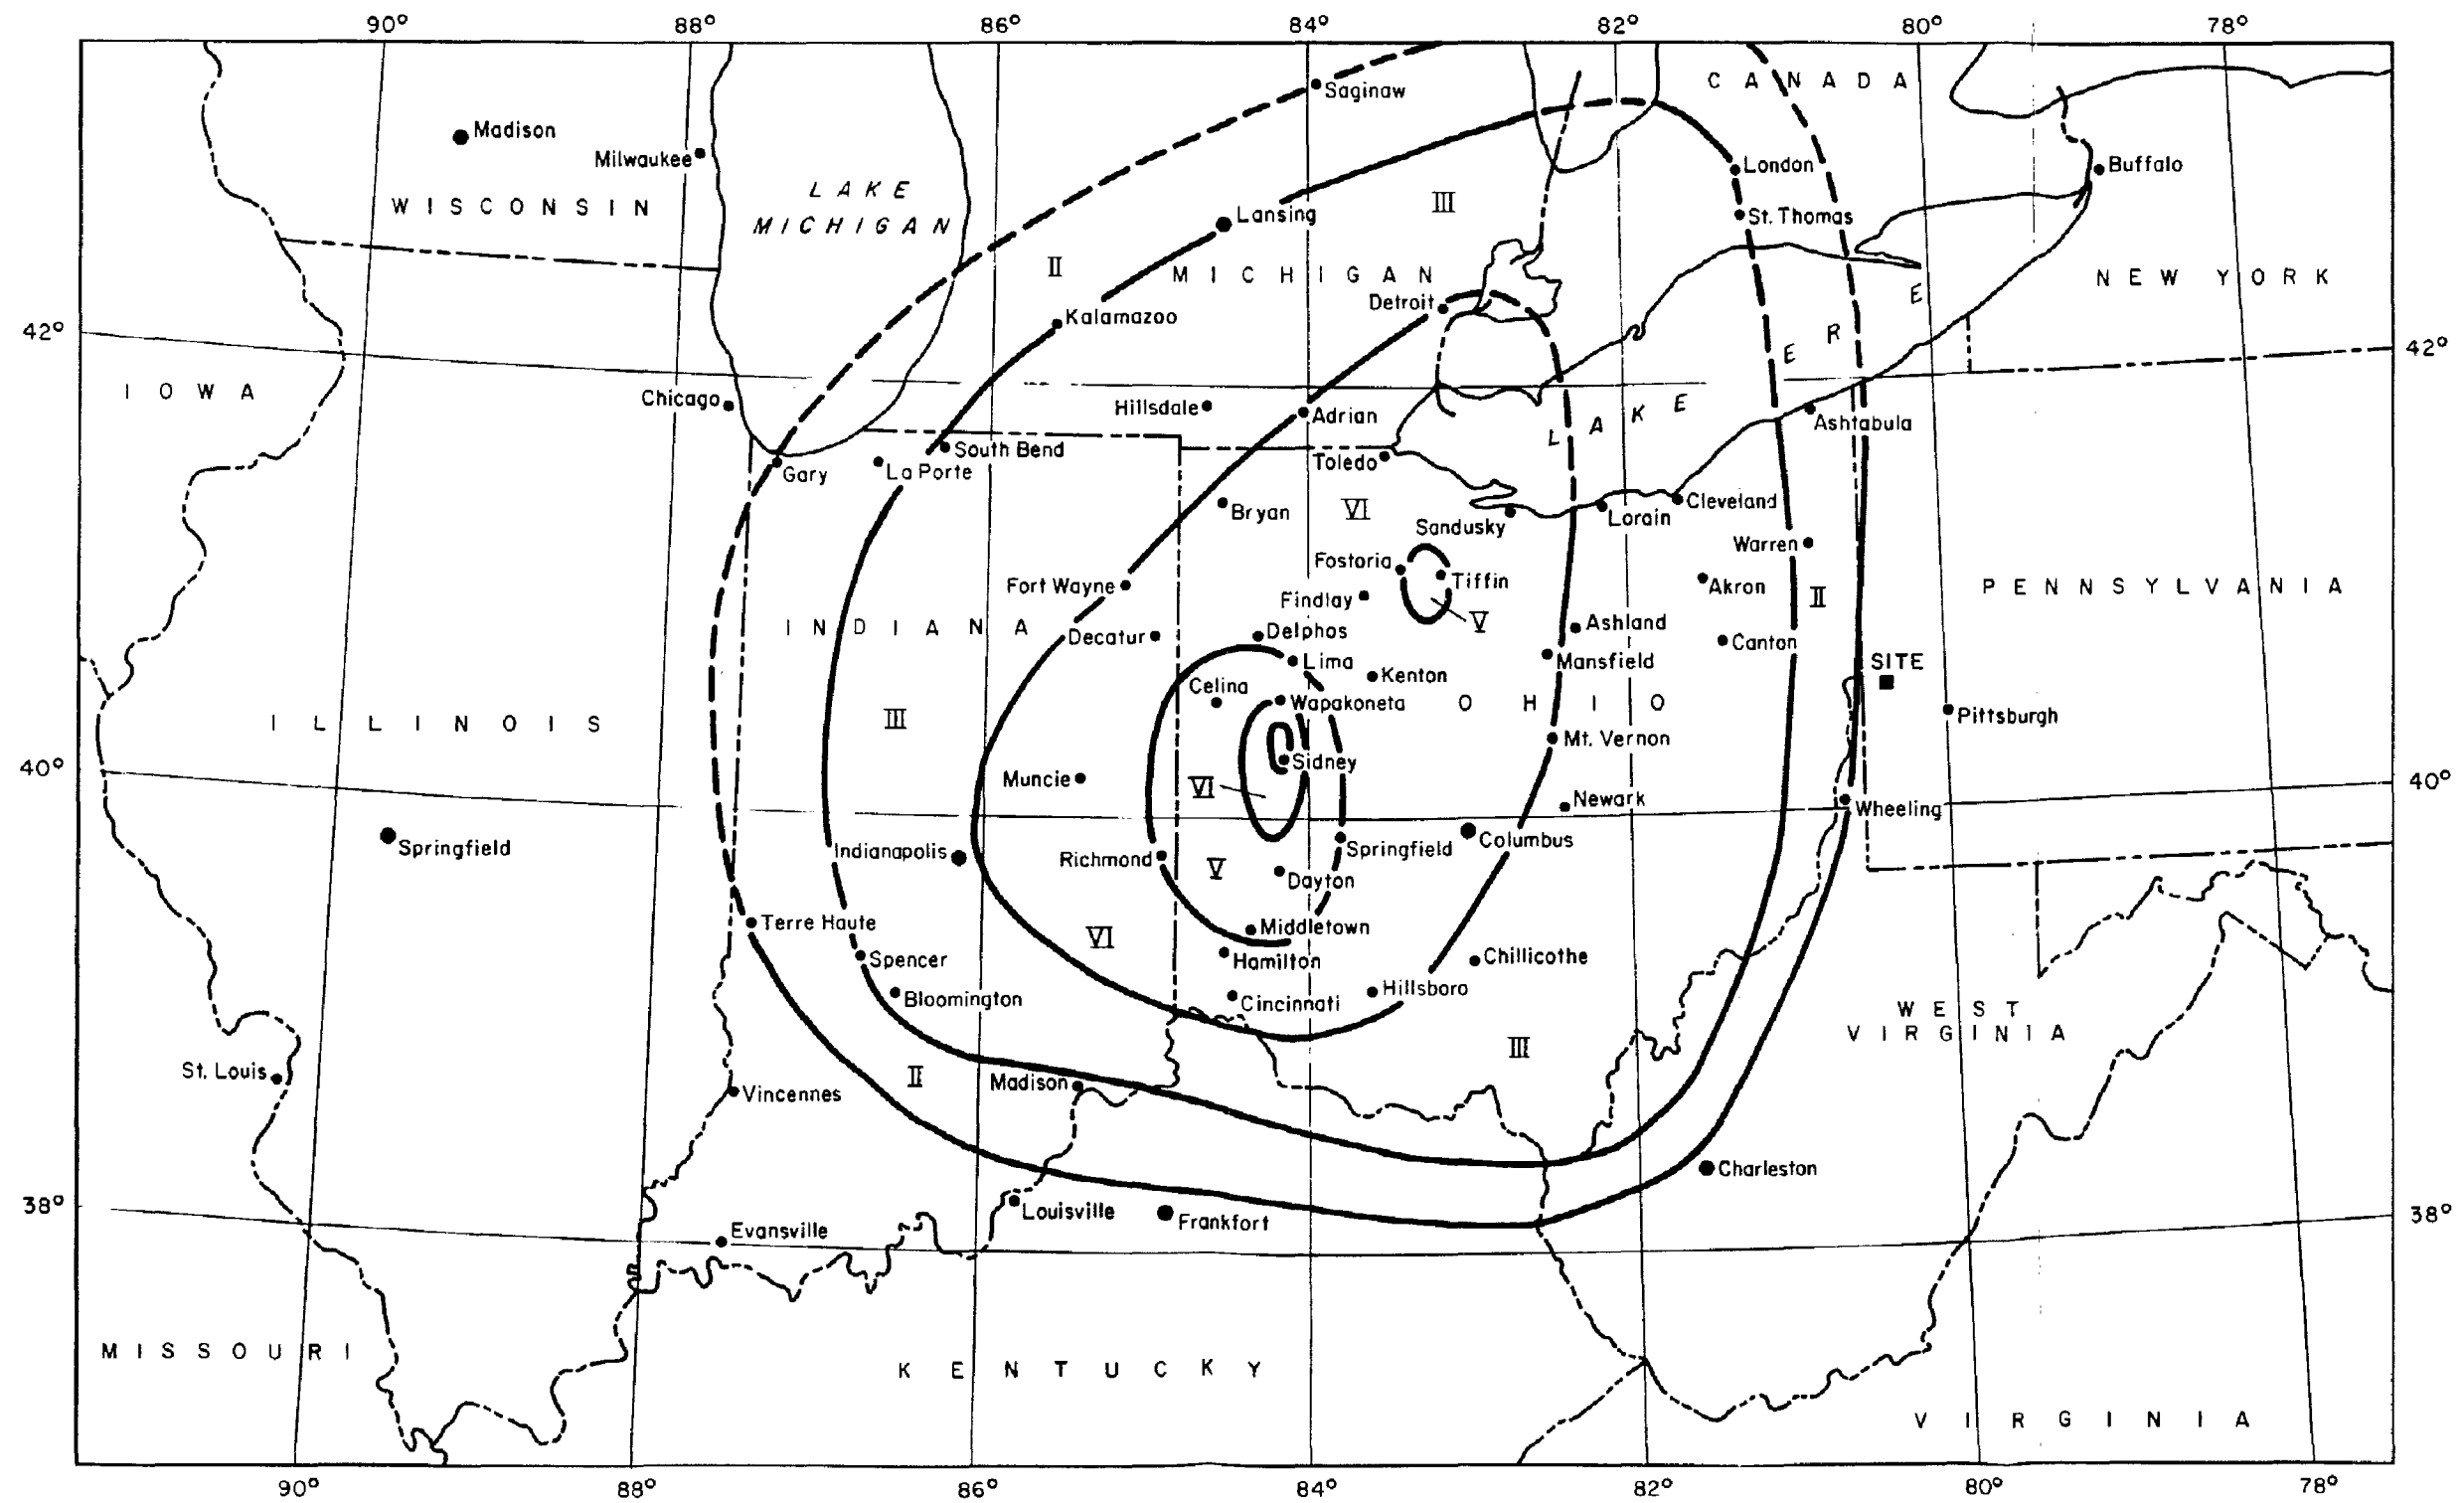 90° 88° 86° 84° 82° 80° 78°
CANADA
Saginaw
Madison
Milwaukee
London
Buffalo
LAKE
MICHIGAN
WISCONSIN
III
Lansing
St. Thomas
II
MICHIGAN
NEW YORK
Detroit
Kalamazoo
42°
42°
LAKE ERE
IOWA
Chicago
Hillsdale
Adrian
Ashtabula
South Bend
Toledo
Gary
La Porte
Bryan
VI
Cleveland
Lorain
Sandusky
Warren
Fostoria
Tiffin
Fort Wayne
Akron
II
PENNSYLVANIA
Findlay
V
INDIANA
Decatur
Delphos
Ashland
Canton
Lima
Mansfield
SITE
Kenton
Celina
Wapakoneta
OHIO
III
ILLINOIS
Pittsburgh
Mt. Vernon
Sidney
40°
40°
Muncie
VI
Newark
Wheeling
Springfield
Indianapolis
Richmond
Springfield
Columbus
V
Dayton
Terre Haute
Middletown
VI
Spencer
Hamilton
Chillicothe
Bloomington
Cincinnati
Hillsboro
WEST
VIRGINIA
III
St. Louis
II
Madison
Vincennes
Charleston
38°
38°
Louisville
Frankfort
Evansville
MISSOURI
KENTUCKY
VIRGINIA
90° 88° 86° 84° 82° 80° 78°